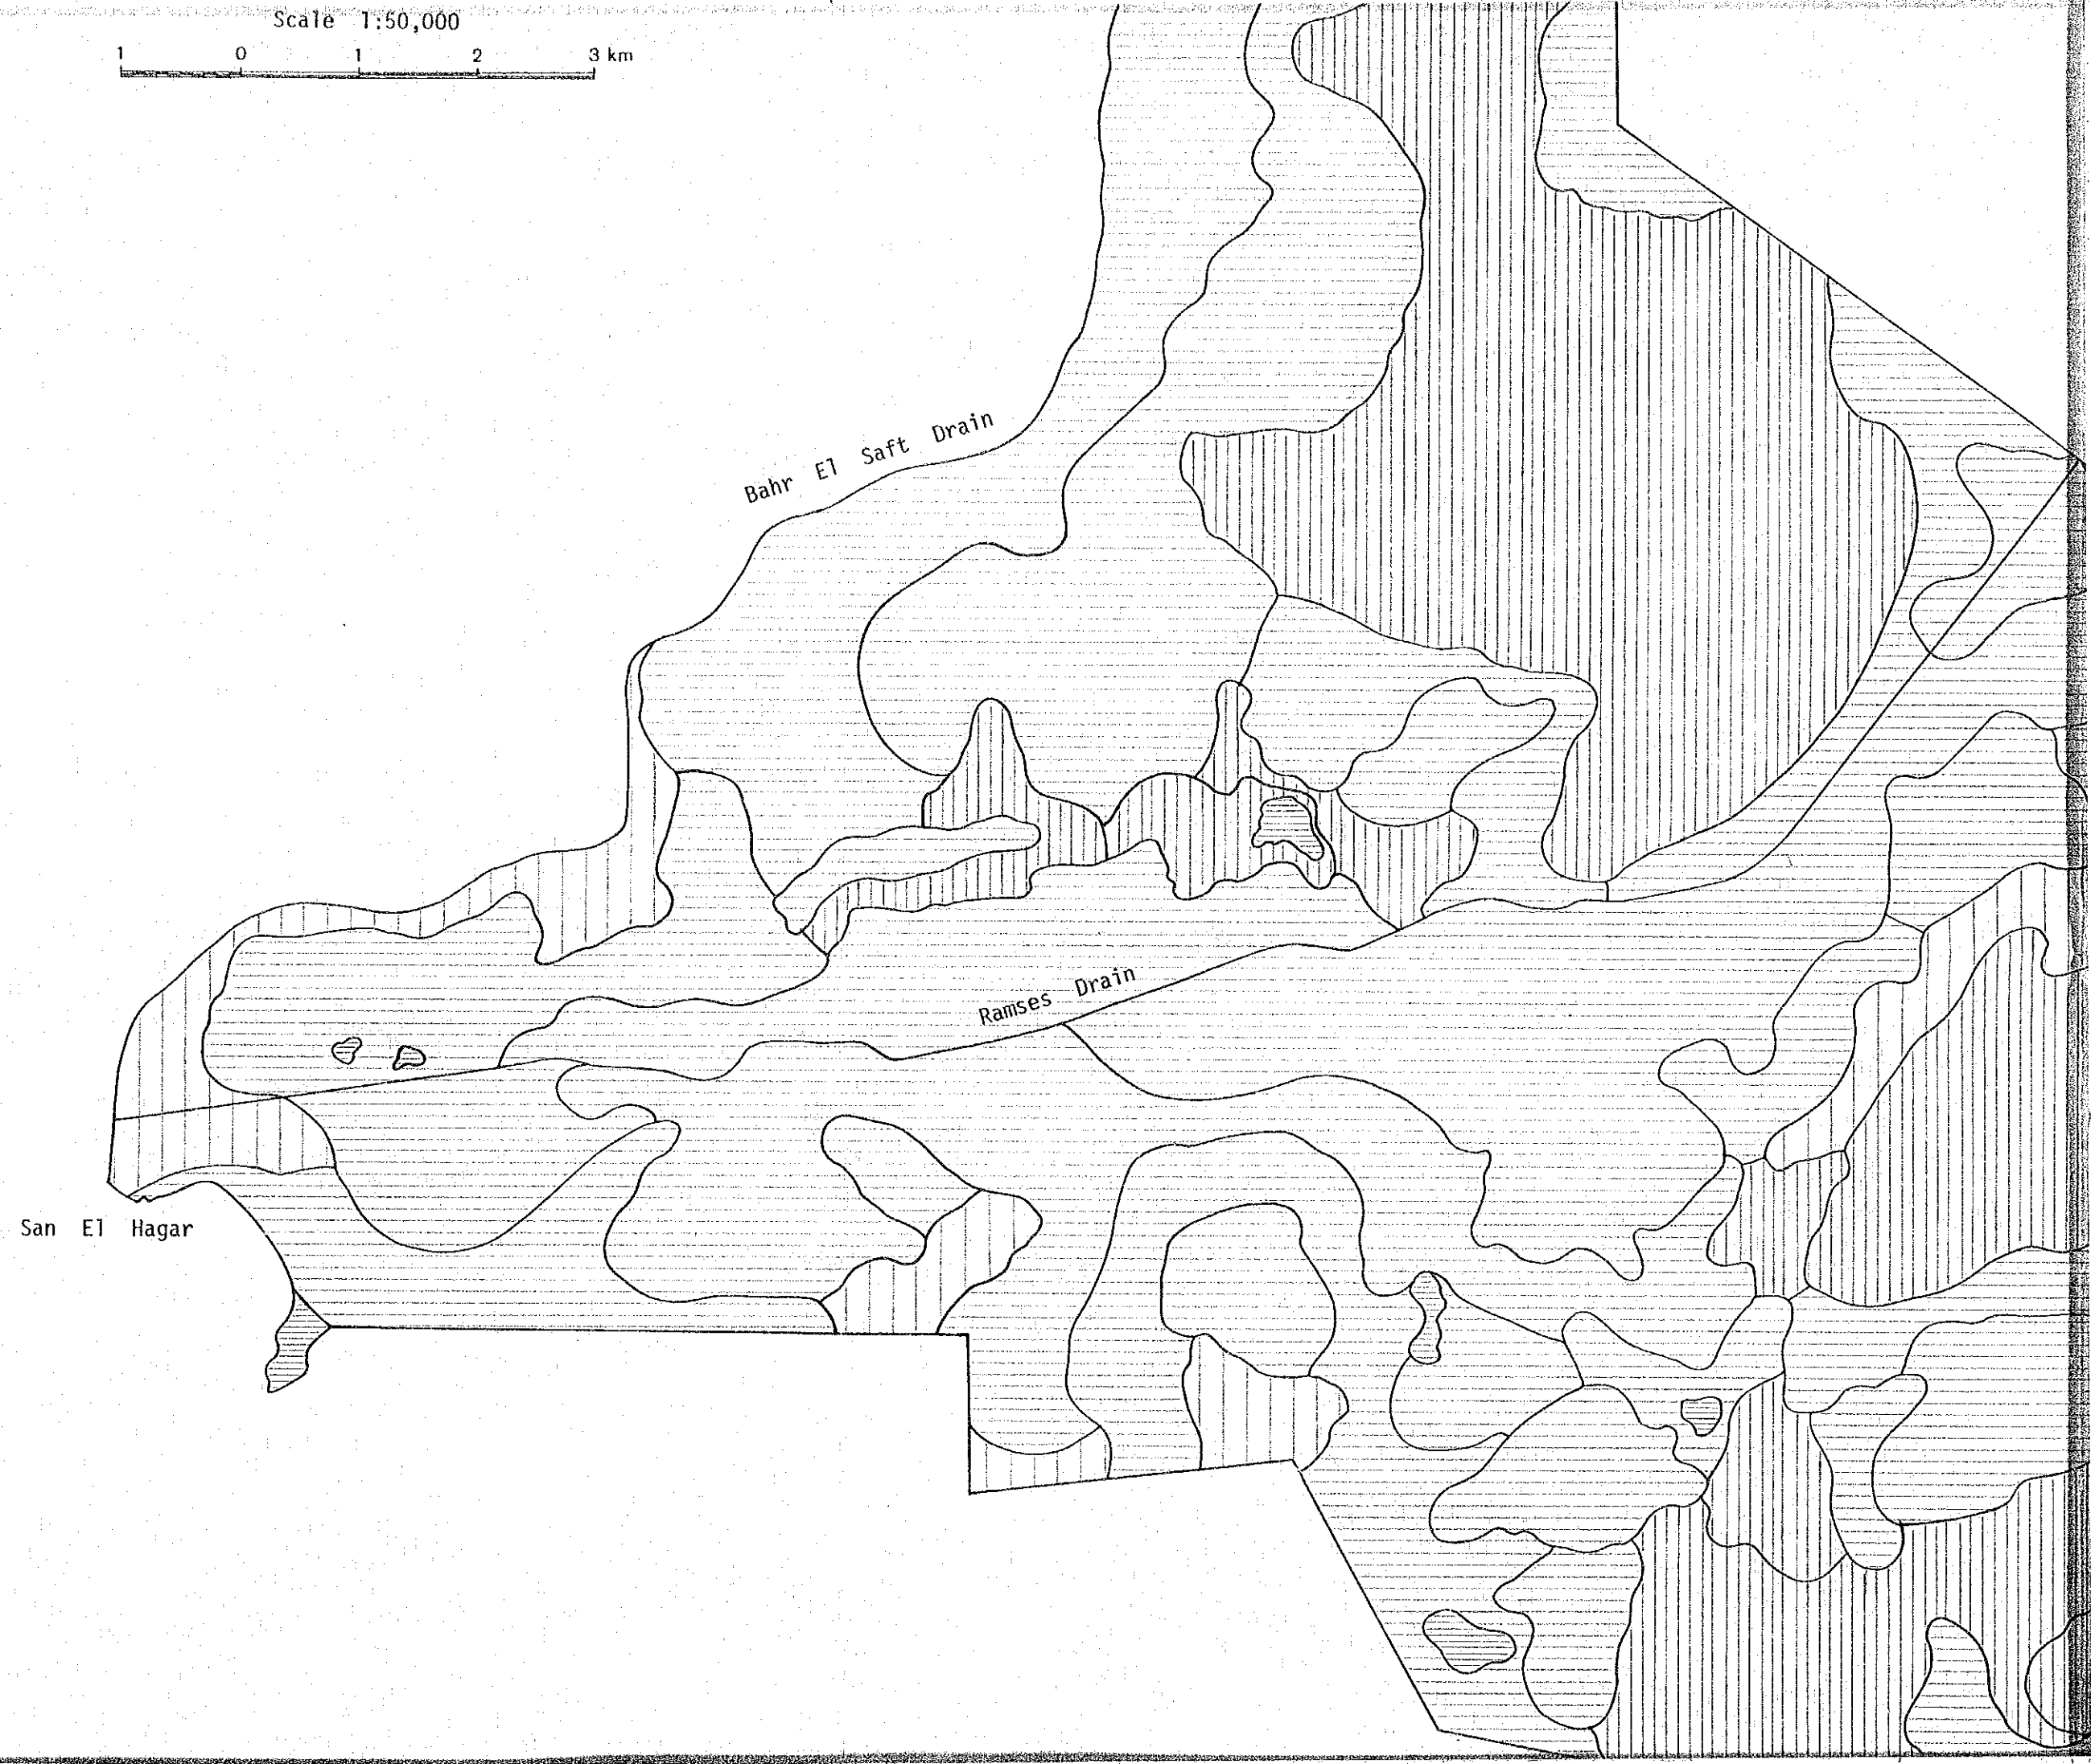 Scale 1:50,000
1 0 1 2 3 km
Bahr El Saft Drain
Ramses Drain
San El Hagar